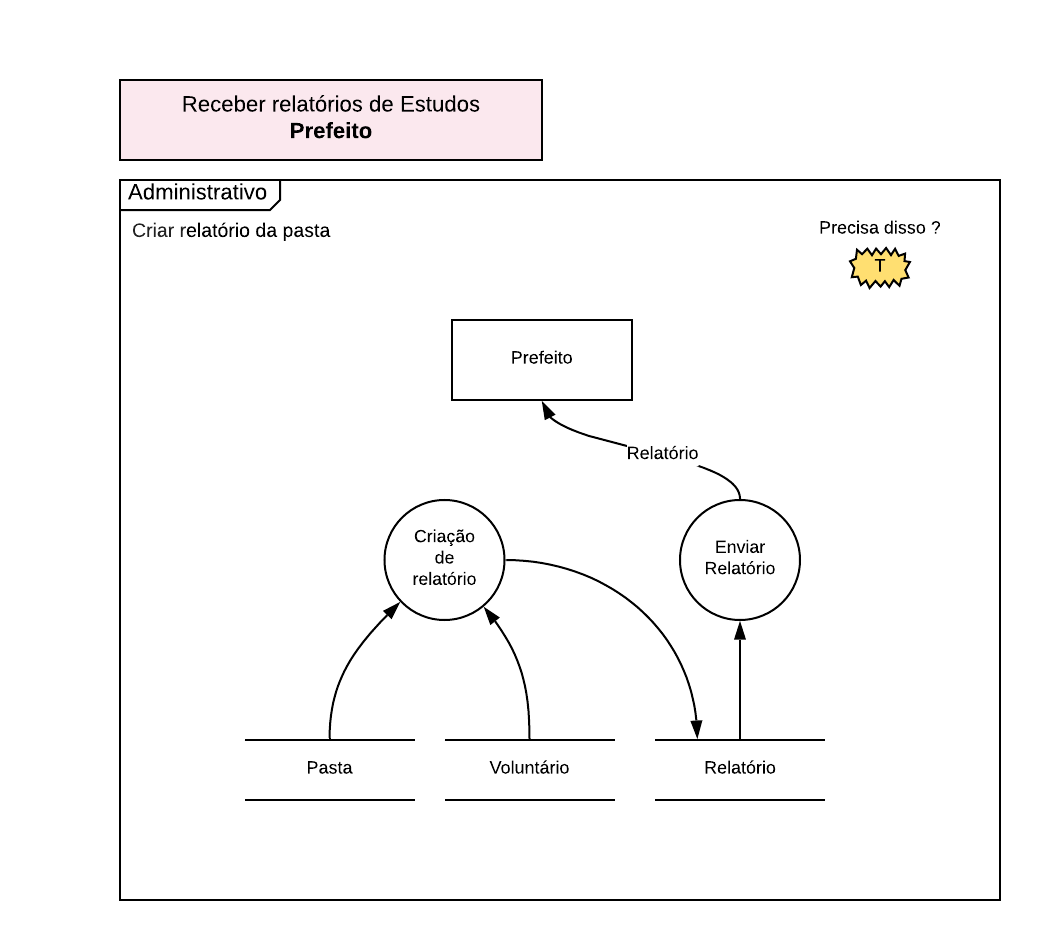 Receber relatórios de Estudos
Prefeito
Administrativo
Criar relatório da pasta
Precisa disso ?
T
Prefeito
Relatório
Criação
de
relatório
Enviar
Relatório
Pasta
Voluntário
Relatório